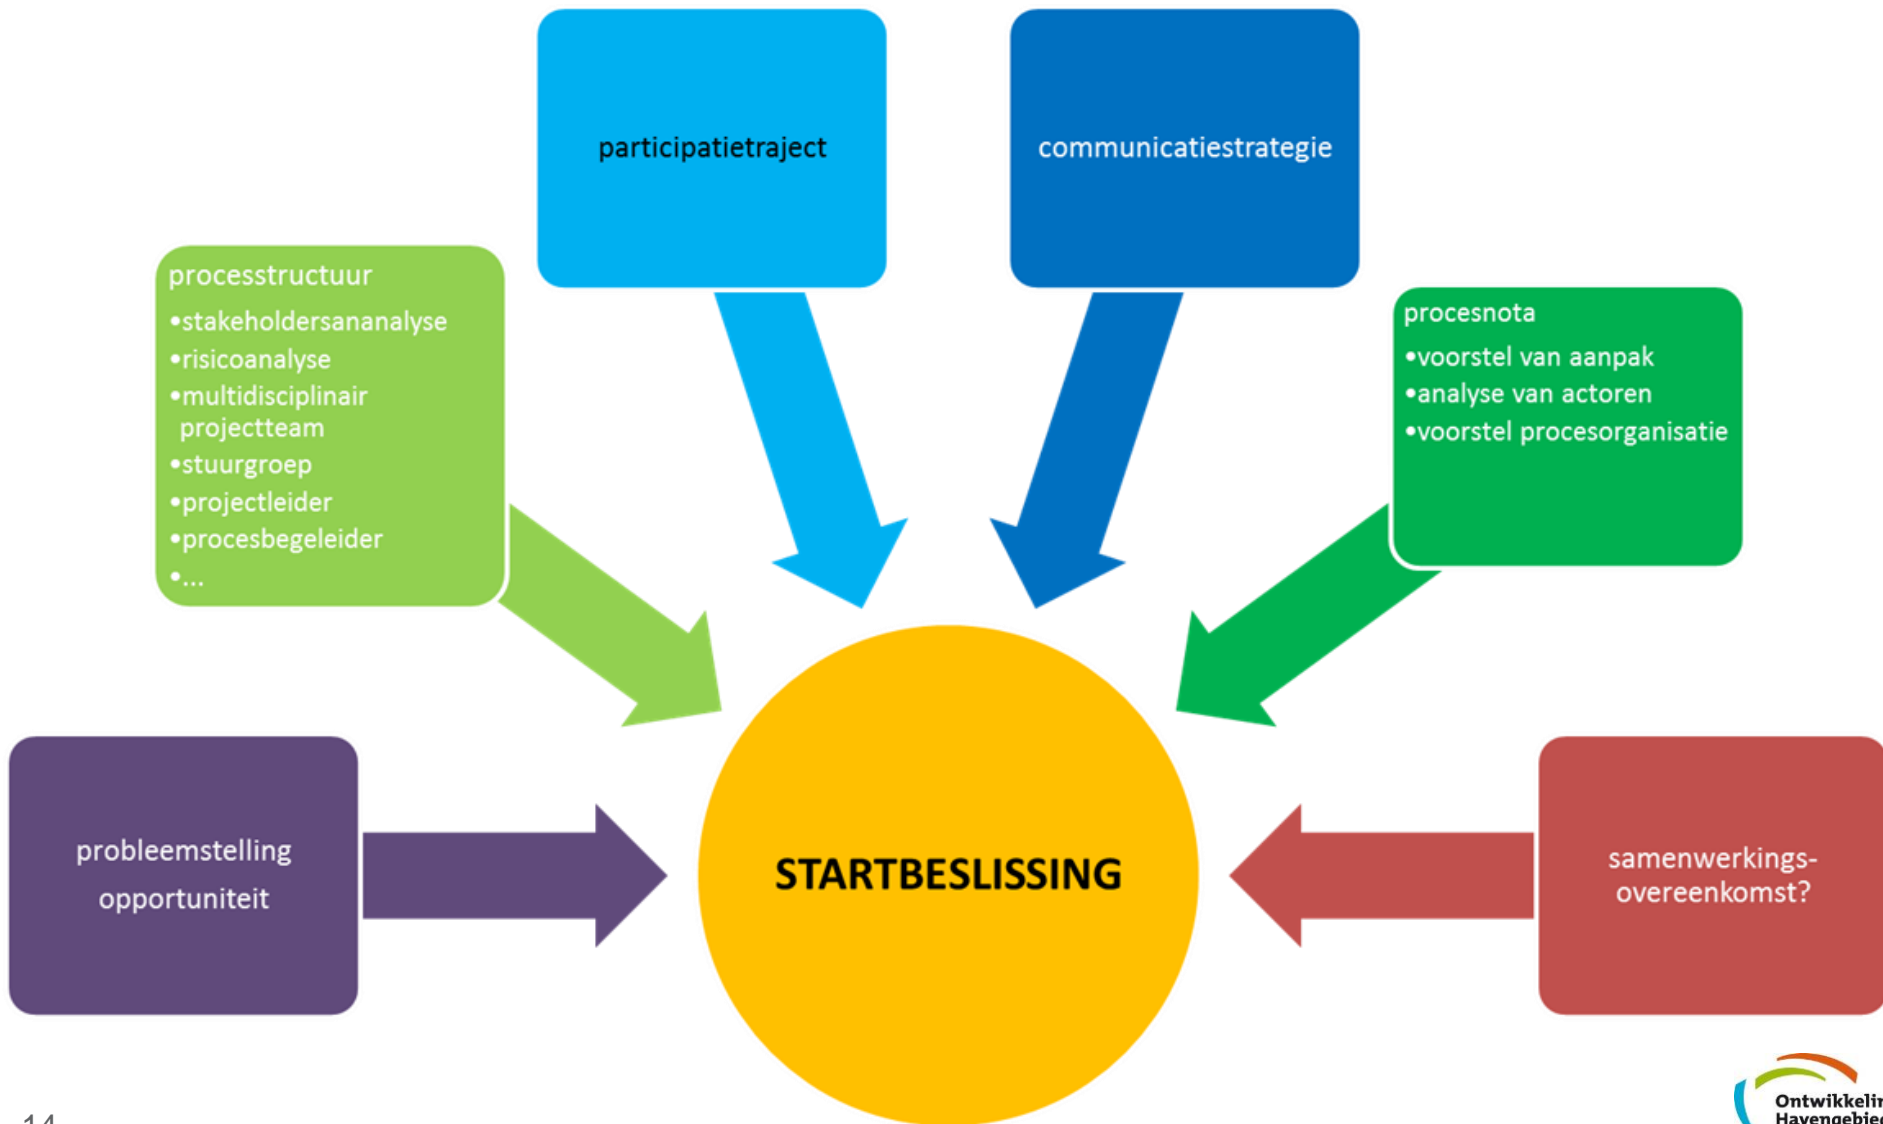 participatietraject
communicatiestrategie
processtructuur
•stakeholdersananalyse
•risicoanalyse
•multidisciplinair
projectteam
•stuurgroep
•projectleider
•procesbegeleider
•...
procesnota
•voorstel van aanpak
•analyse van actoren
•voorstel procesorganisatie
probleemstelling
opportuniteit
STARTBESLISSING
samenwerkings-
overeenkomst?
14